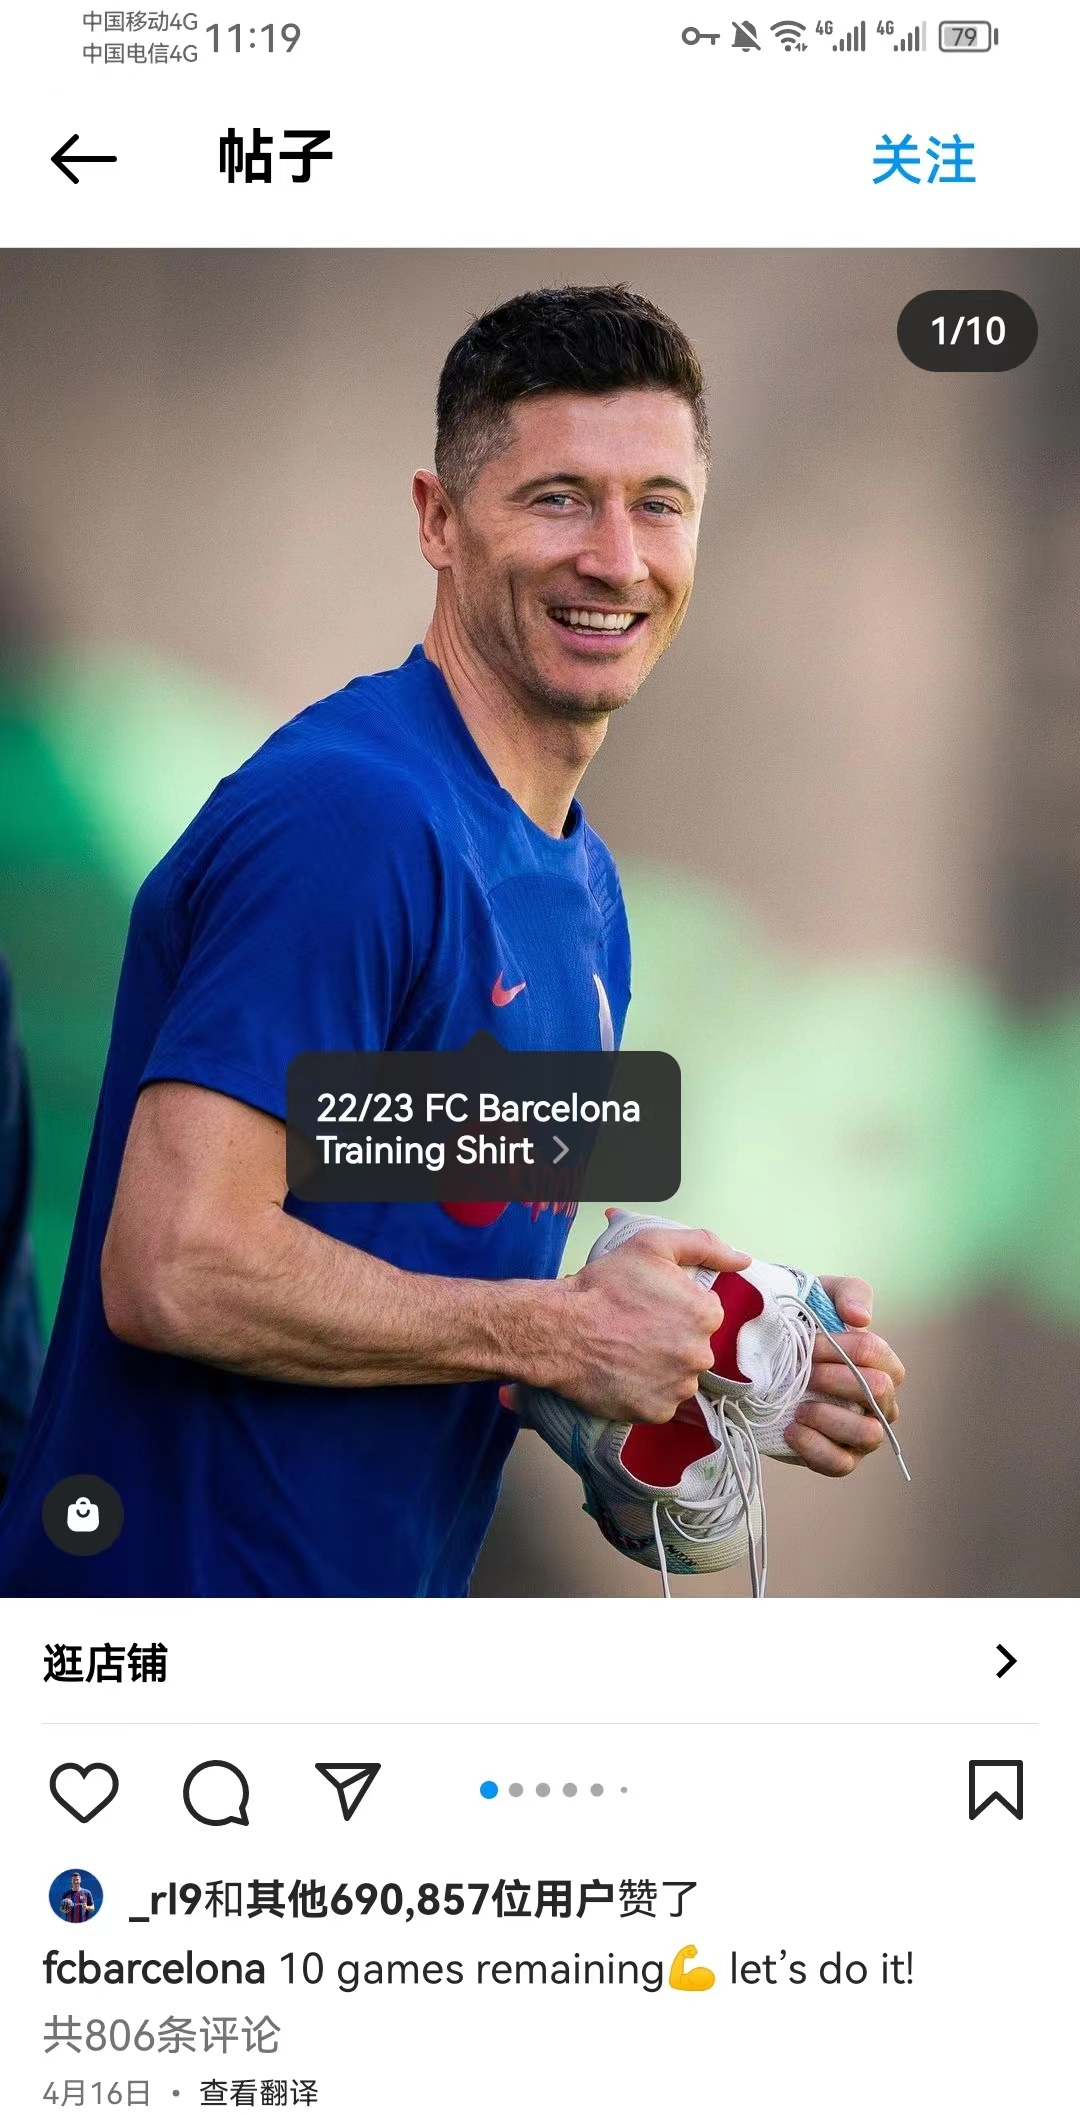 中国移动4G
中国电信4G
11:19
4G
4G
79
帖子
关注
1/10
22/23 FC Barcelona
Training Shirt
逛店铺
_rl9和其他690,857位用户赞了
fcbarcelona 10 games remaining💪 let’s do it!
共806条评论
4月16日 • 查看翻译